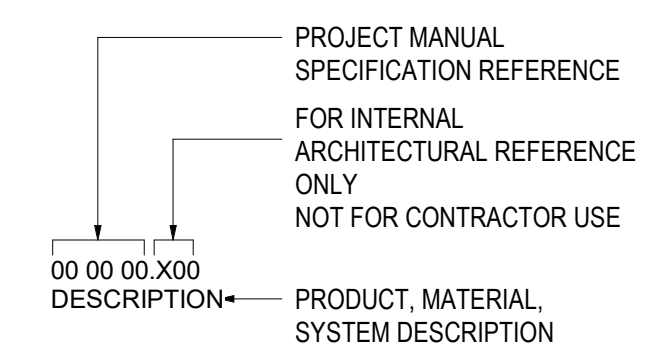 PROJECT MANUAL
SPECIFICATION REFERENCE
FOR INTERNAL
ARCHITECTURAL REFERENCE
ONLY
NOT FOR CONTRACTOR USE
00 00 00.X00
DESCRIPTION
PRODUCT, MATERIAL,
SYSTEM DESCRIPTION